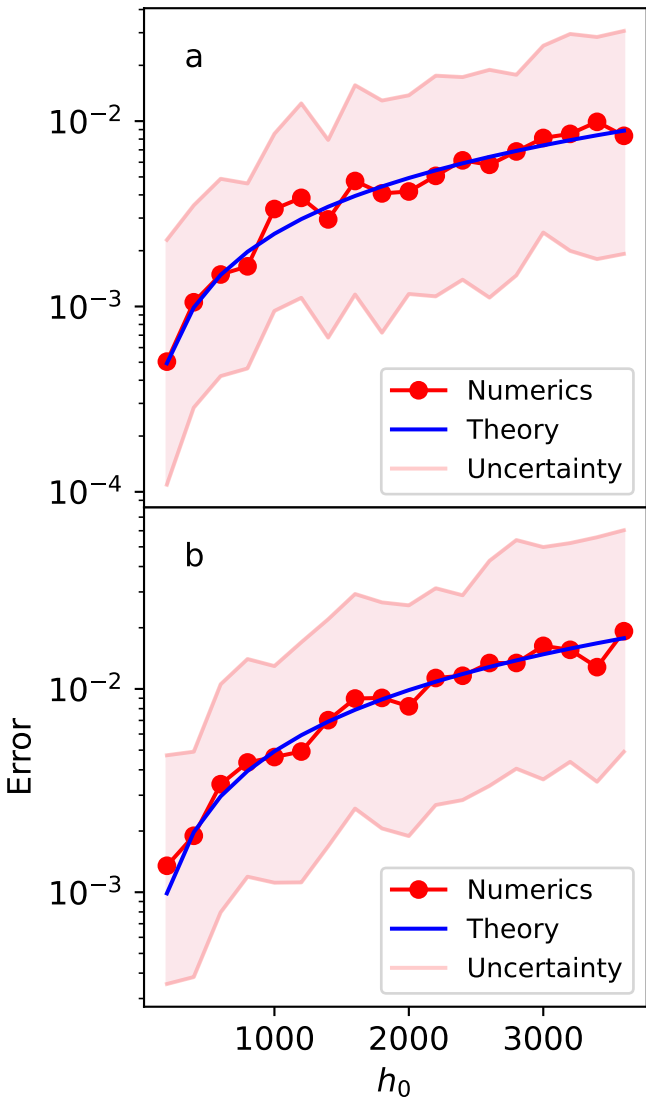 a
10⁻²
10⁻³
10⁻⁴
Numerics
Theory
Uncertainty
b
10⁻²
10⁻³
Error
Numerics
Theory
Uncertainty
1000 2000 3000
h₀